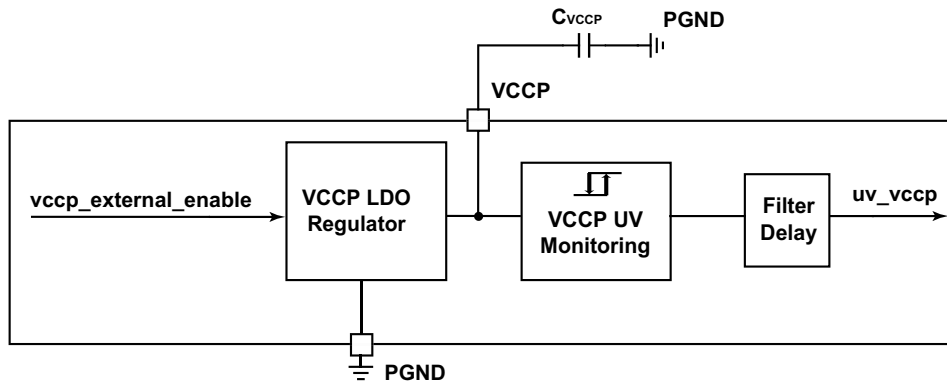 CVCCP
PGND
VCCP
vccp_external_enable
VCCP LDO
Regulator
VCCP UV
Monitoring
Filter
Delay
uv_vccp
PGND